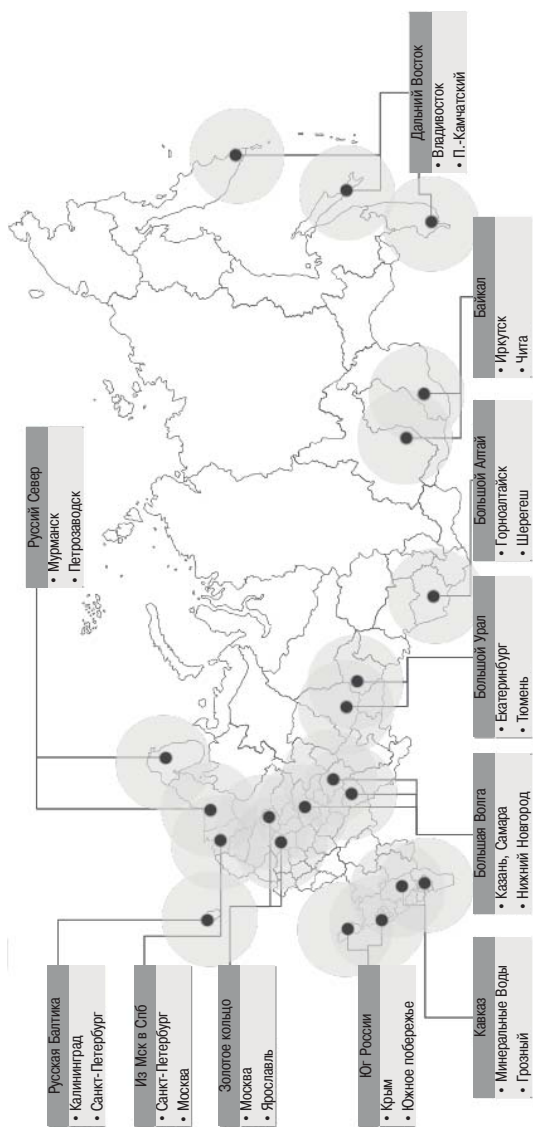 Русский Север
• Мурманск
• Петрозаводск
Русская Балтика
• Калининград
• Санкт-Петербург
Из Мск в Спб
• Санкт-Петербург
• Москва
Золотое кольцо
• Москва
• Ярославль
Юг России
• Крым
• Южное побережье
Кавказ
• Минеральные Воды
• Грозный
Большая Волга
• Казань, Самара
• Нижний Новгород
Большой Урал
• Екатеринбург
• Тюмень
Большой Алтай
• Горноалтайск
• Шерегеш
Байкал
• Иркутск
• Чита
Дальний Восток
• Владивосток
• П.-Камчатский